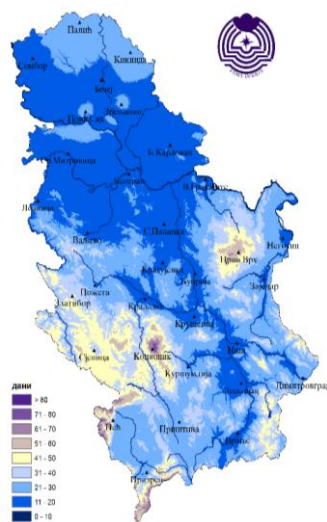 Палић
Кикинда
Сомбор
Бечеј
Зрењанин
Нови Сад
С.Митровица
Б.Карловац
Београд
В.Градиште
Лозница
Ваљево
С.Паланка
Неготин
Црни Врх
Крагујевац
Ћуприја
Пожега
Зајечар
Златибор
Краљево
Крушевац
Сјеница
Копаоник
Ниш
Куршумлија
Димитровград
Лесковац
Пећ
Приштина
Врање
Призрен
дани
> 80
71 - 80
61 - 70
51 - 60
41 - 50
31 - 40
21 - 30
11 - 20
0 - 10